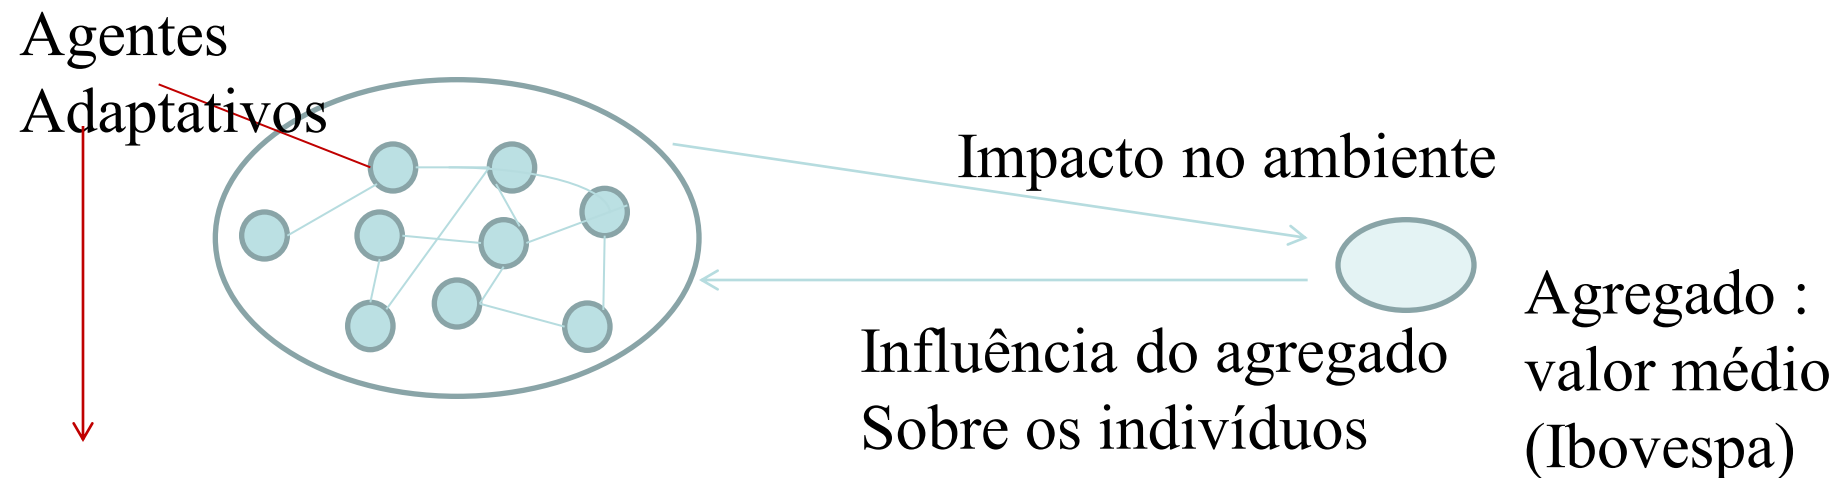 Agentes
Adaptativos
Impacto no ambiente
Influência do agregado
Sobre os indivíduos
Agregado :
valor médio
(Ibovespa)